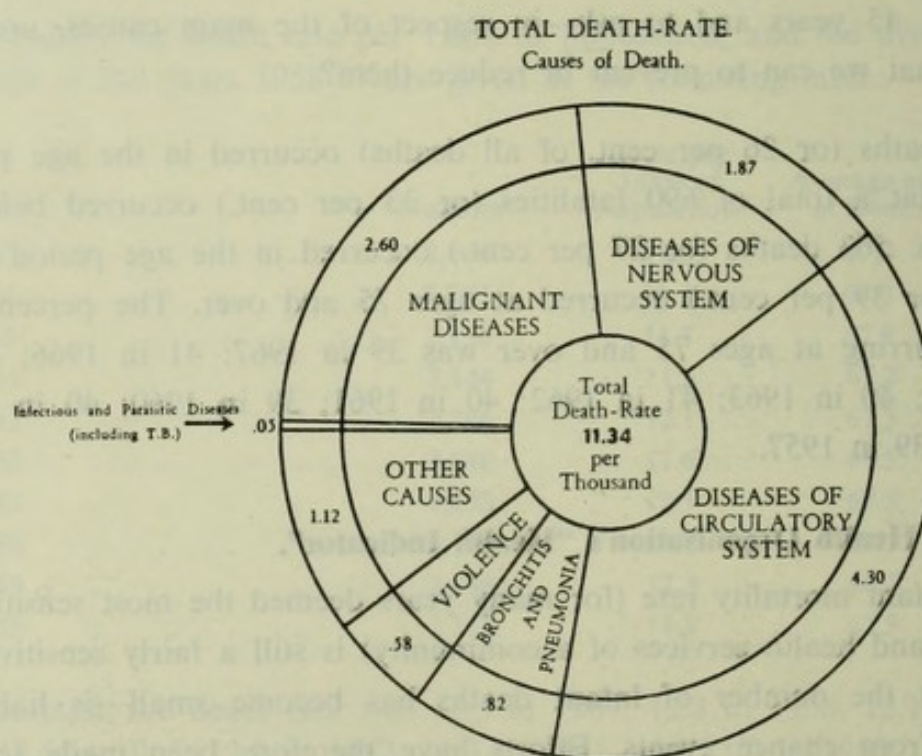 TOTAL DEATH-RATE
Causes of Death.
1.87
2.60
DISEASES OF
NERVOUS
SYSTEM
MALIGNANT
DISEASES
Total
Death-Rate
11.34
per
Thousand
Infectious and Parasitic Diseases
(including T.B.)
.05
OTHER
CAUSES
1.12
DISEASES OF
CIRCULATORY
SYSTEM
4.30
VIOLENCE
.58
BRONCHITIS
AND
PNEUMONIA
.82